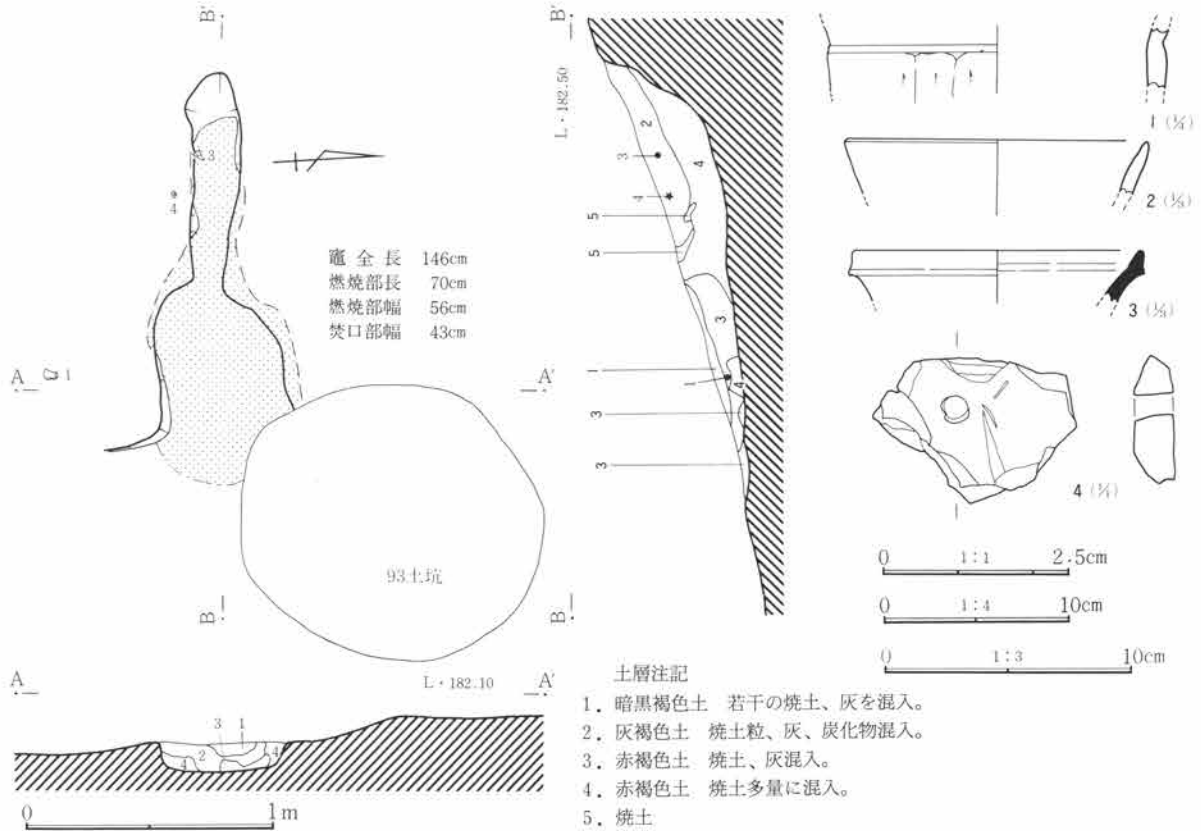 B'
3
4
竈全長 146cm
燃焼部長 70cm
燃焼部幅 56cm
焚口部幅 43cm
A
1
A'
93土坑
B
A
L・182.10
A'
3 1
2
4
4
0 1m
B'
L・182.50
2
3
4
4
5
5
3
1
1
4
3
3
B
1 (¼)
2 (⅓)
3 (⅓)
4 (¹⁄₁)
0 1:1 2.5cm
0 1:4 10cm
0 1:3 10cm
土層注記
1. 暗黒褐色土 若干の焼土、灰を混入。
2. 灰褐色土 焼土粒、灰、炭化物混入。
3. 赤褐色土 焼土、灰混入。
4. 赤褐色土 焼土多量に混入。
5. 焼土